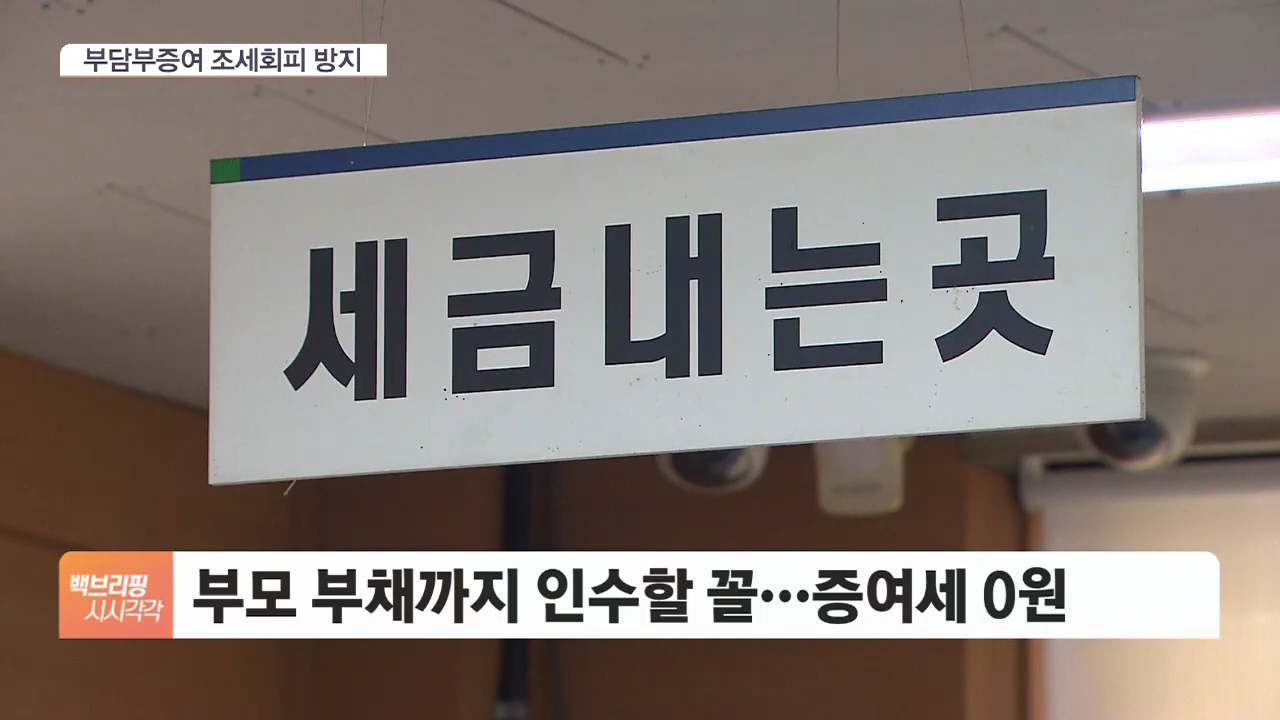 부담부증여 조세회피 방지
세금내는곳
백브리핑
시시각각
부모 부채까지 인수할 꼴…증여세 0원